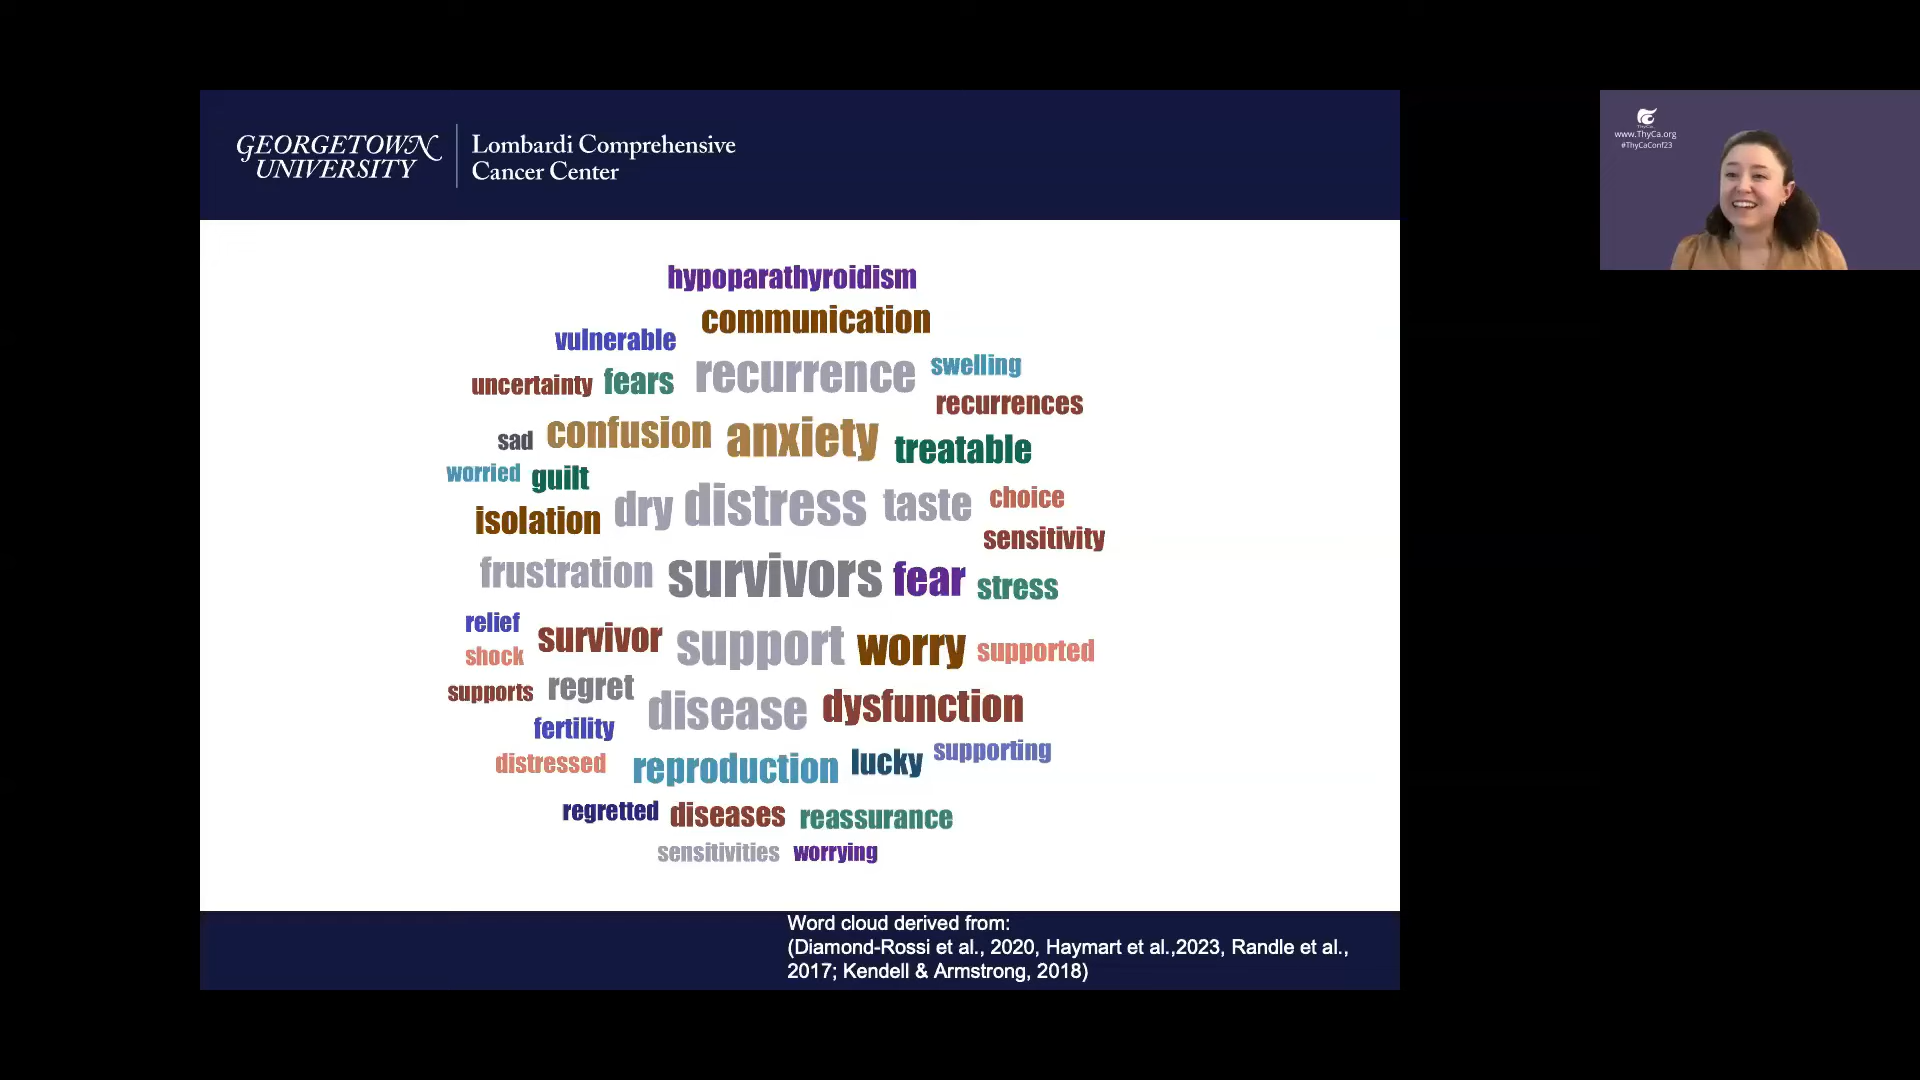 GEORGETOWN
UNIVERSITY
Lombardi Comprehensive
Cancer Center
www.ThyCa.org
#ThyCaConf23
hypoparathyroidism
communication
vulnerable
recurrence swelling
uncertainty fears
recurrences
sad confusion anxiety treatable
worried guilt
isolation dry distress taste choice
sensitivity
frustration survivors fear stress
relief survivor support worry supported
shock
supports regret disease dysfunction
fertility
distressed reproduction lucky supporting
regretted diseases reassurance
sensitivities worrying
Word cloud derived from:
(Diamond-Rossi et al., 2020, Haymart et al.,2023, Randle et al.,
2017; Kendell & Armstrong, 2018)